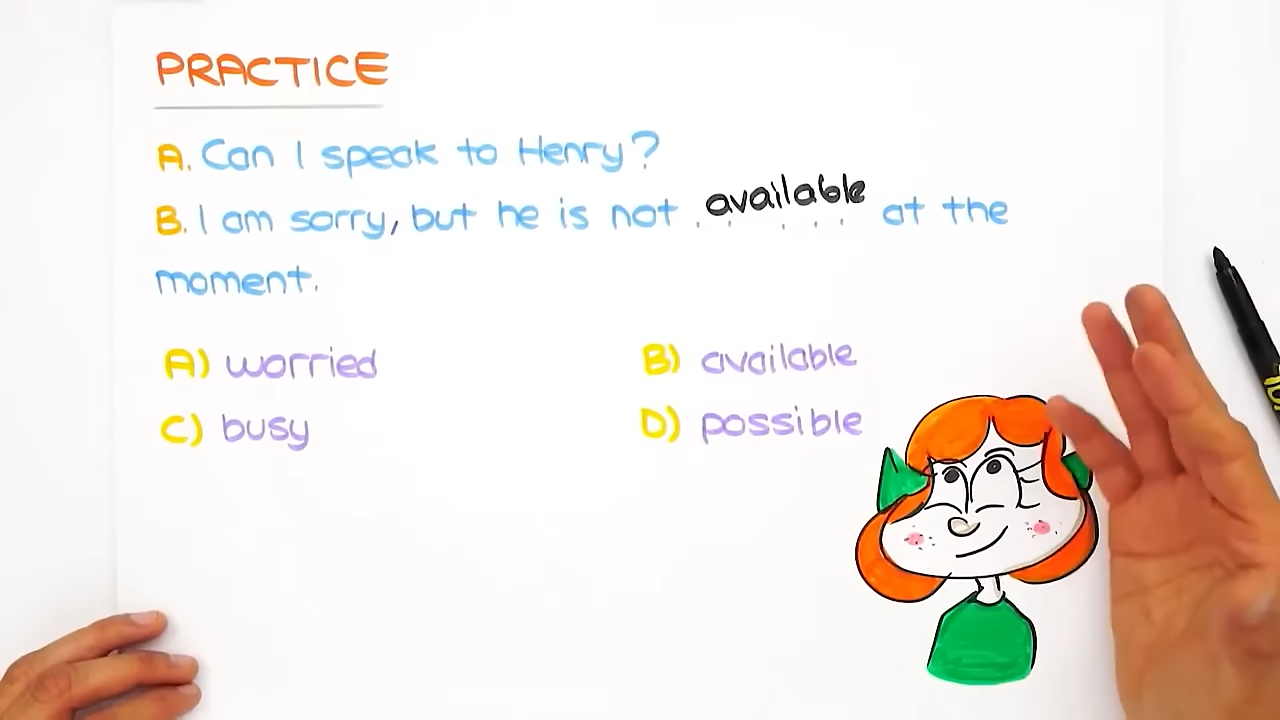 PRACTICE
A. Can I speak to Henry?
B. I am sorry, but he is not available at the
moment.
A) worried
B) available
C) busy
D) possible